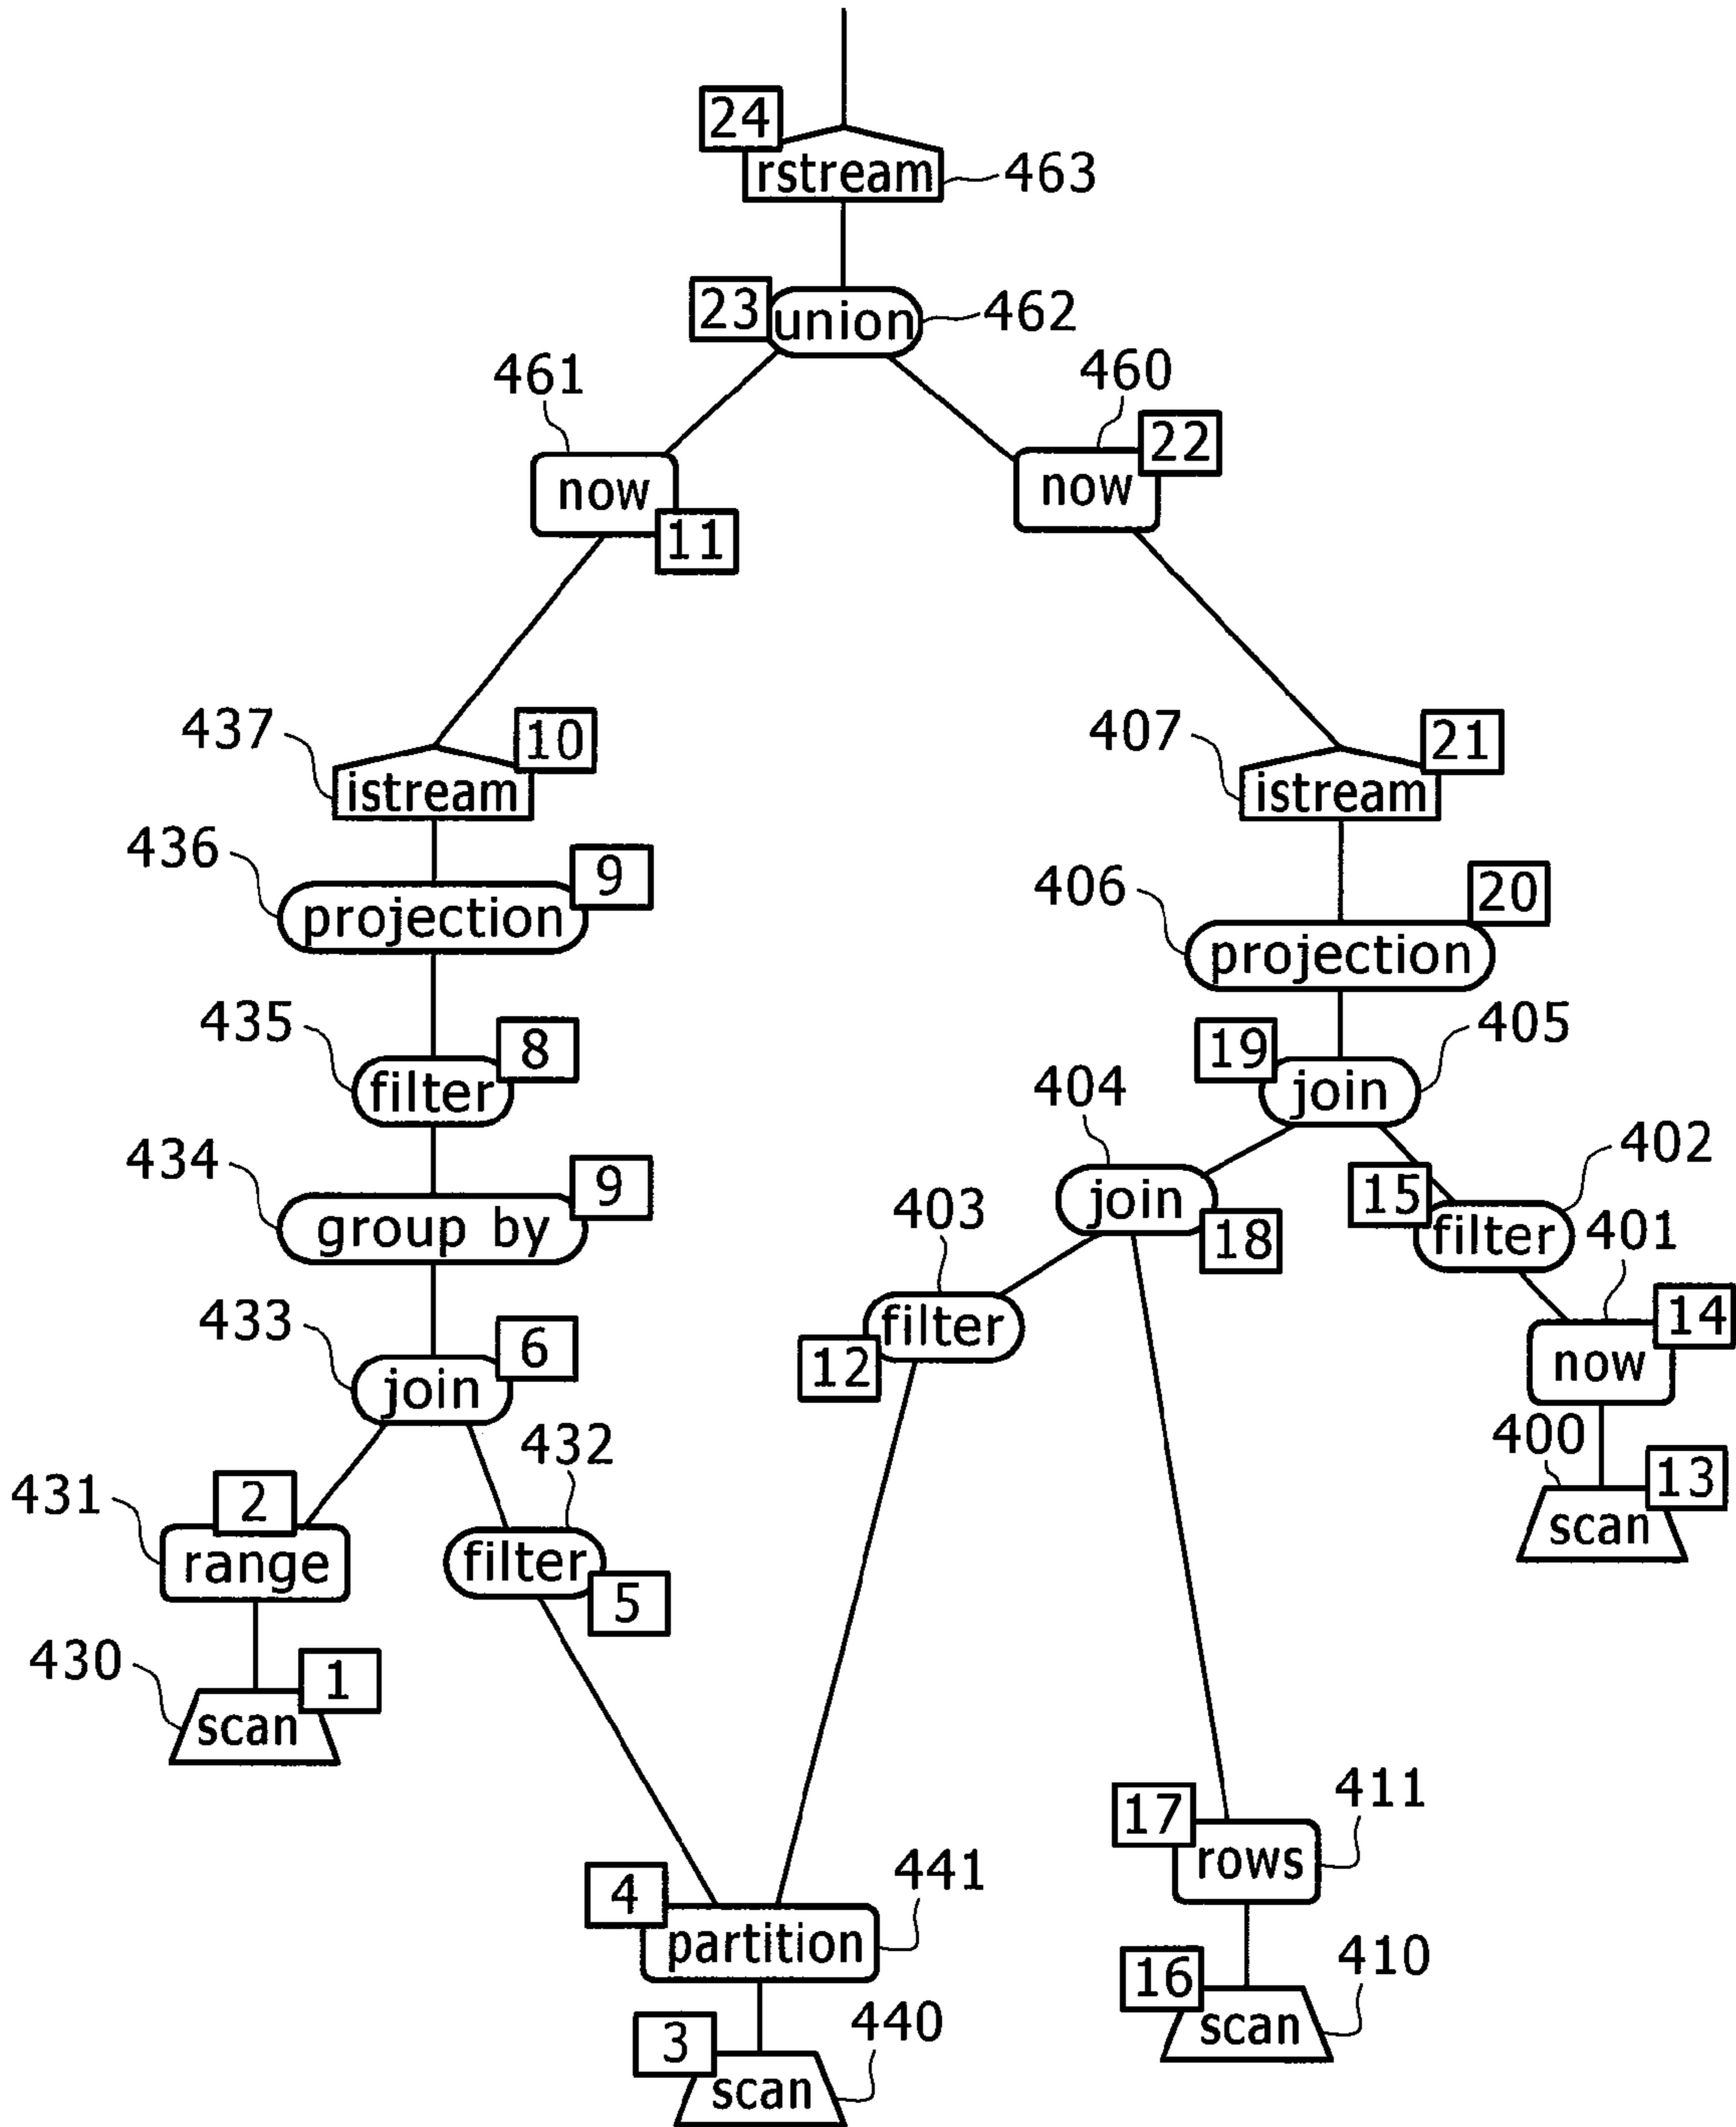 24
rstream
463
23
union
462
461
460
now
11
now
22
437
10
istream
407
21
istream
436
9
projection
406
20
projection
435
8
filter
19
405
join
434
9
group by
404
join
18
402
15
filter
403
filter
12
401
14
now
433
6
join
432
400
13
scan
431
2
range
filter
5
430
1
scan
17
411
rows
4
441
partition
16
410
scan
3
440
scan